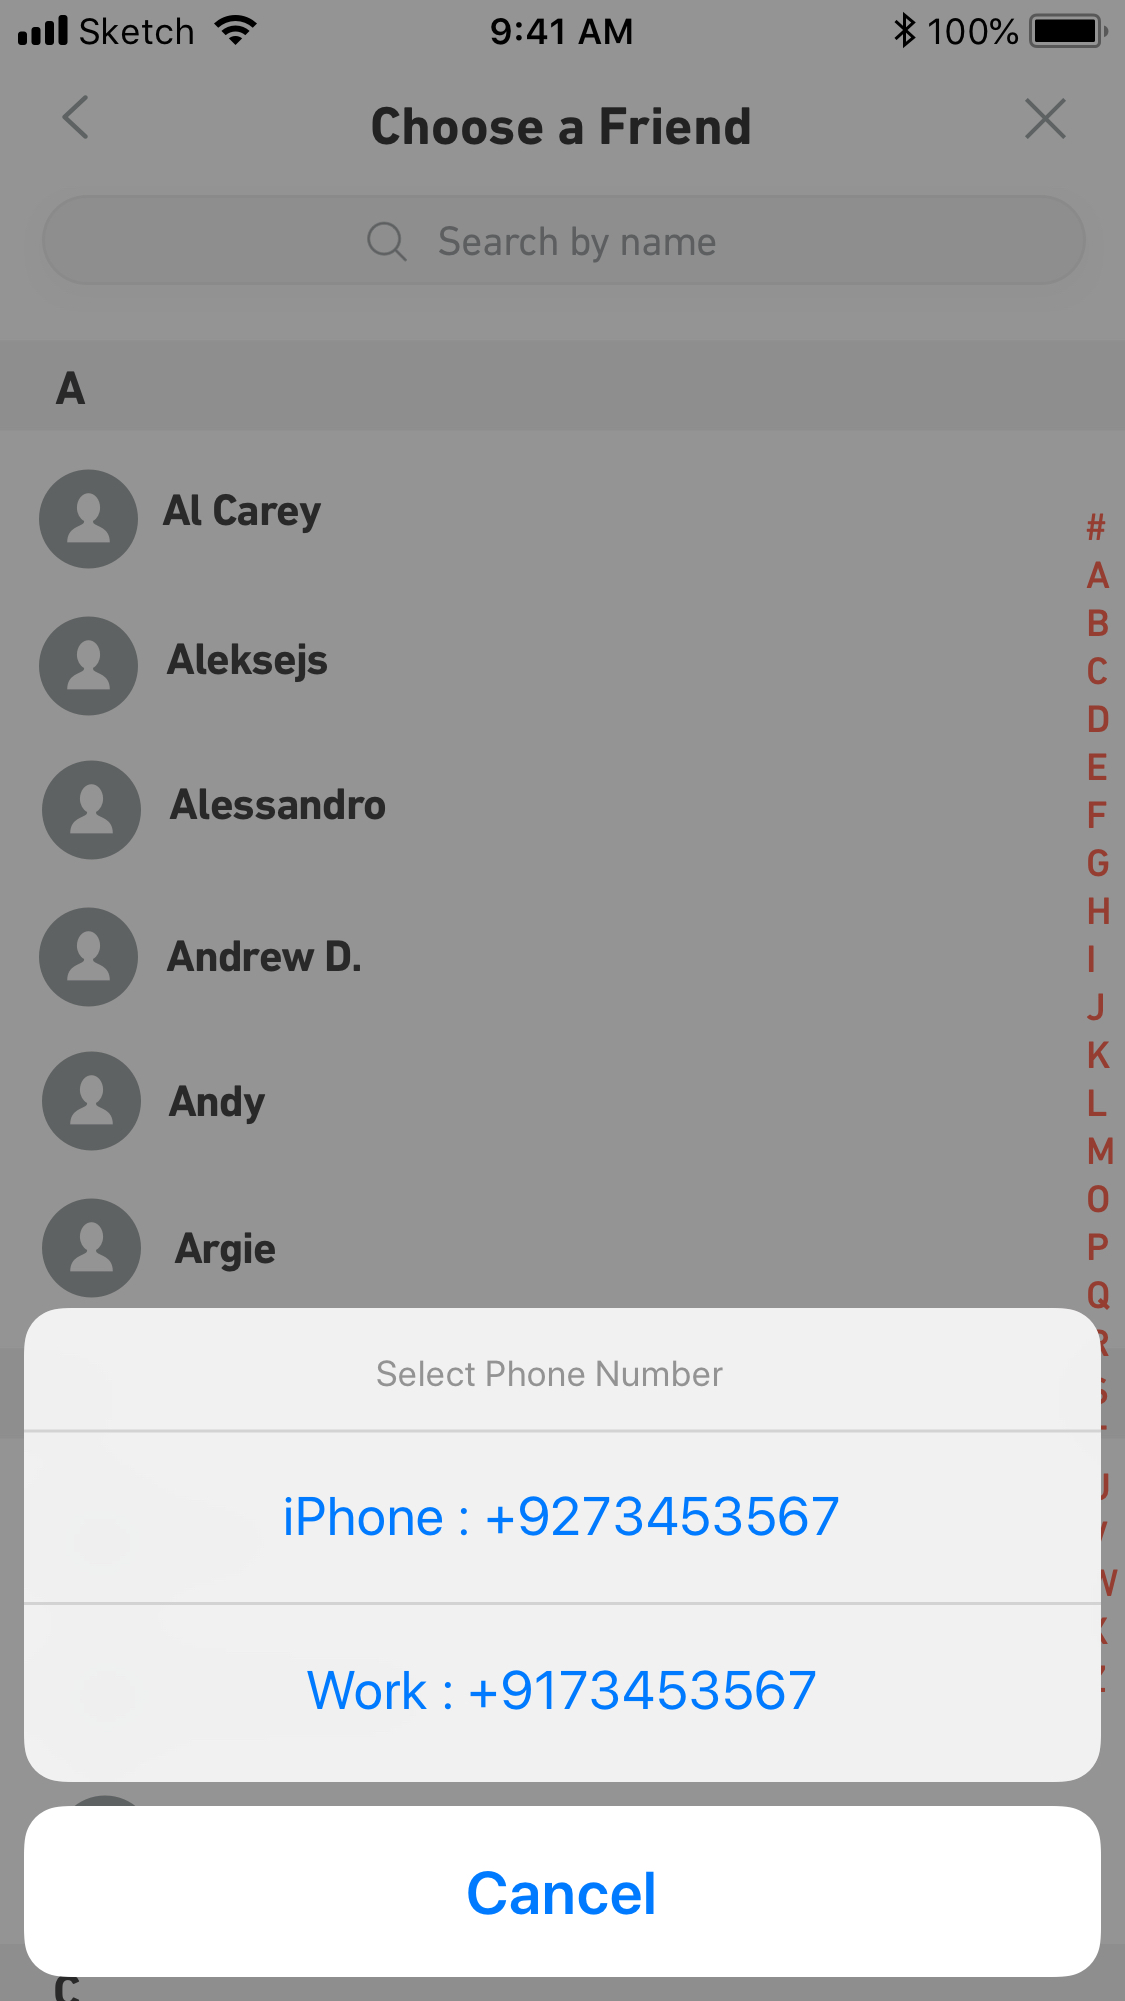 Sketch 9:41 AM 100%
Choose a Friend
Search by name
A
Al Carey
Aleksejs
Alessandro
Andrew D.
Andy
Argie
#
A
B
C
D
E
F
G
H
I
J
K
L
M
O
P
Q
R
S
W
Select Phone Number
iPhone : +9273453567
Work : +9173453567
Cancel
C